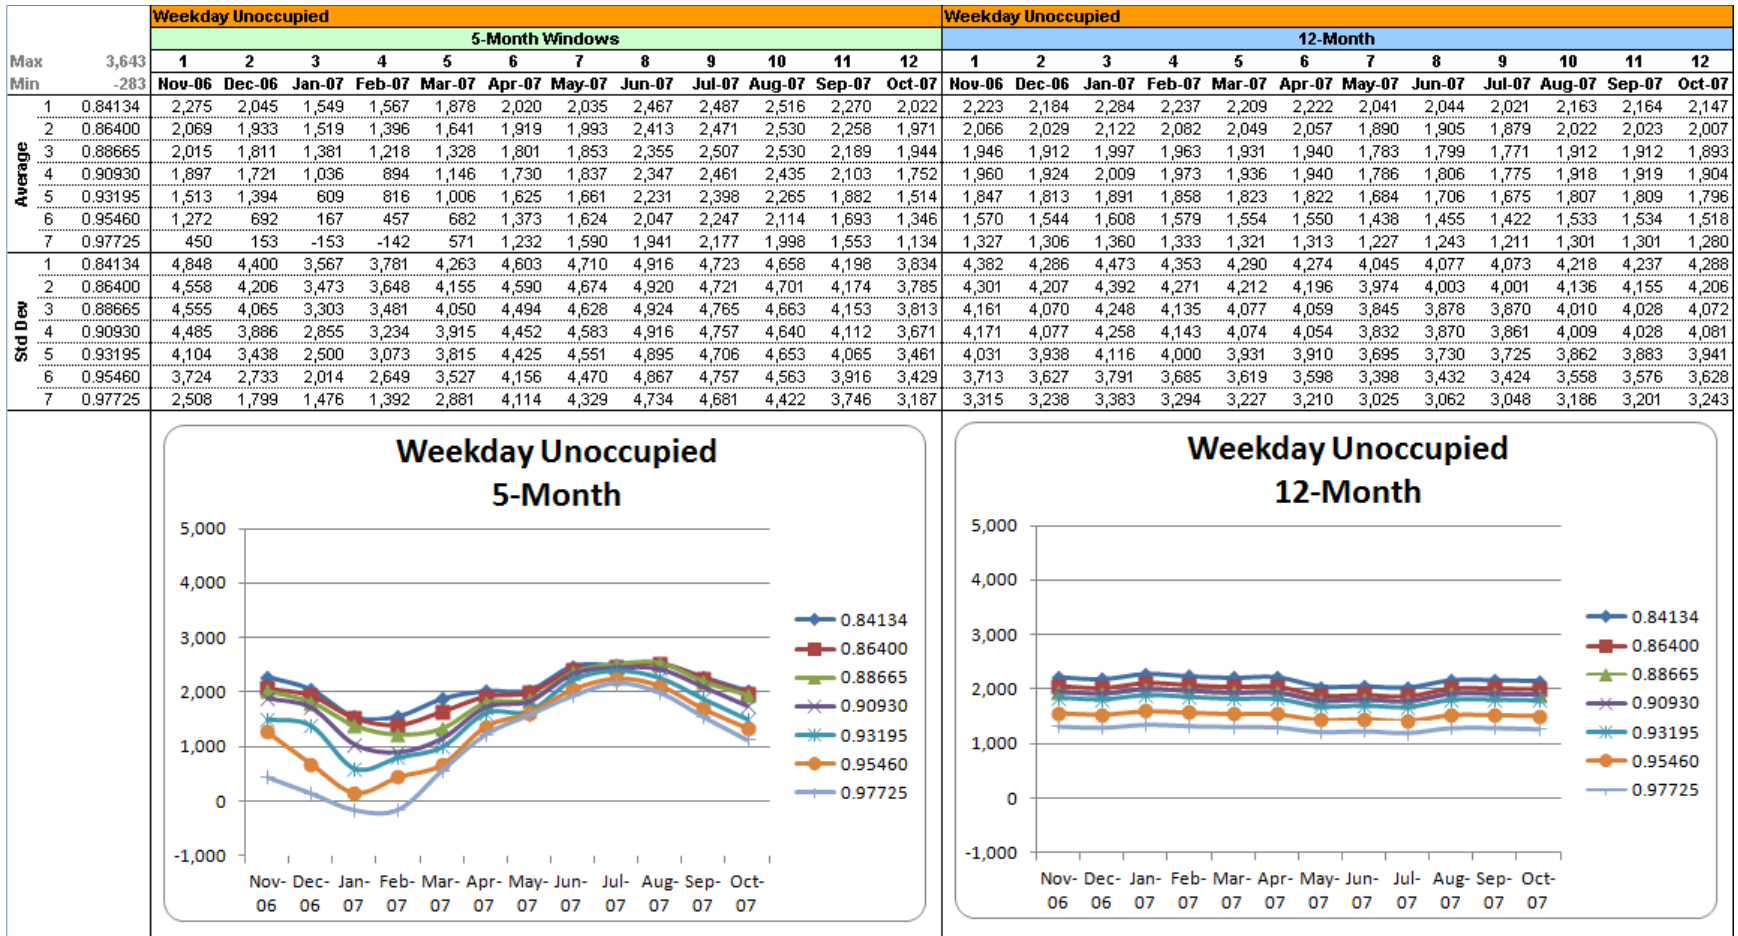 Weekday Unoccupied Weekday Unoccupied
5-Month Windows 12-Month
Max 3,643 1 2 3 4 5 6 7 8 9 10 11 12 1 2 3 4 5 6 7 8 9 10 11 12
Min -283 Nov-06 Dec-06 Jan-07 Feb-07 Mar-07 Apr-07 May-07 Jun-07 Jul-07 Aug-07 Sep-07 Oct-07 Nov-06 Dec-06 Jan-07 Feb-07 Mar-07 Apr-07 May-07 Jun-07 Jul-07 Aug-07 Sep-07 Oct-07
Average
1 0.84134 2,275 2,045 1,549 1,567 1,878 2,020 2,035 2,467 2,487 2,516 2,270 2,022 2,223 2,184 2,284 2,237 2,209 2,222 2,041 2,044 2,021 2,163 2,164 2,147
2 0.86400 2,069 1,933 1,519 1,396 1,641 1,919 1,993 2,413 2,471 2,530 2,258 1,971 2,066 2,029 2,122 2,082 2,049 2,057 1,890 1,905 1,879 2,022 2,023 2,007
3 0.88665 2,015 1,811 1,381 1,218 1,328 1,801 1,853 2,355 2,507 2,530 2,189 1,944 1,946 1,912 1,997 1,963 1,931 1,940 1,783 1,799 1,771 1,912 1,912 1,893
4 0.90930 1,897 1,721 1,036 894 1,146 1,730 1,837 2,347 2,461 2,435 2,103 1,752 1,960 1,924 2,009 1,973 1,936 1,940 1,786 1,806 1,775 1,918 1,919 1,904
5 0.93195 1,513 1,394 609 816 1,006 1,625 1,661 2,231 2,398 2,265 1,882 1,514 1,847 1,813 1,891 1,858 1,823 1,822 1,684 1,706 1,675 1,807 1,809 1,796
6 0.95460 1,272 692 167 457 682 1,373 1,624 2,047 2,247 2,114 1,693 1,346 1,570 1,544 1,608 1,579 1,554 1,550 1,438 1,455 1,422 1,533 1,534 1,518
7 0.97725 450 153 -153 -142 571 1,232 1,590 1,941 2,177 1,998 1,553 1,134 1,327 1,306 1,360 1,333 1,321 1,313 1,227 1,243 1,211 1,301 1,301 1,280
Std Dev
1 0.84134 4,848 4,400 3,567 3,781 4,263 4,603 4,710 4,916 4,723 4,658 4,198 3,834 4,382 4,286 4,473 4,353 4,290 4,274 4,045 4,077 4,073 4,218 4,237 4,288
2 0.86400 4,558 4,206 3,473 3,648 4,155 4,590 4,674 4,920 4,721 4,701 4,174 3,785 4,301 4,207 4,392 4,271 4,212 4,196 3,974 4,003 4,001 4,136 4,155 4,206
3 0.88665 4,555 4,065 3,303 3,481 4,050 4,494 4,628 4,924 4,765 4,663 4,153 3,813 4,161 4,070 4,248 4,135 4,077 4,059 3,845 3,878 3,870 4,010 4,028 4,072
4 0.90930 4,485 3,886 2,855 3,234 3,915 4,452 4,583 4,916 4,757 4,640 4,112 3,671 4,171 4,077 4,258 4,143 4,074 4,054 3,832 3,870 3,861 4,009 4,028 4,081
5 0.93195 4,104 3,438 2,500 3,073 3,815 4,425 4,551 4,895 4,706 4,653 4,065 3,461 4,031 3,938 4,116 4,000 3,931 3,910 3,695 3,730 3,725 3,862 3,883 3,941
6 0.95460 3,724 2,733 2,014 2,649 3,527 4,156 4,470 4,867 4,757 4,563 3,916 3,429 3,713 3,627 3,791 3,685 3,619 3,598 3,398 3,432 3,424 3,558 3,576 3,628
7 0.97725 2,508 1,799 1,476 1,392 2,881 4,114 4,329 4,734 4,681 4,422 3,746 3,187 3,315 3,238 3,383 3,294 3,227 3,210 3,025 3,062 3,048 3,186 3,201 3,243
Weekday Unoccupied
5-Month
5,000
4,000
3,000
2,000
1,000
0
-1,000
Nov- Dec- Jan- Feb- Mar- Apr- May- Jun- Jul- Aug- Sep- Oct-
06 06 07 07 07 07 07 07 07 07 07 07
0.84134
0.86400
0.88665
0.90930
0.93195
0.95460
0.97725
Weekday Unoccupied
12-Month
5,000
4,000
3,000
2,000
1,000
0
-1,000
Nov- Dec- Jan- Feb- Mar- Apr- May- Jun- Jul- Aug- Sep- Oct-
06 06 07 07 07 07 07 07 07 07 07 07
0.84134
0.86400
0.88665
0.90930
0.93195
0.95460
0.97725